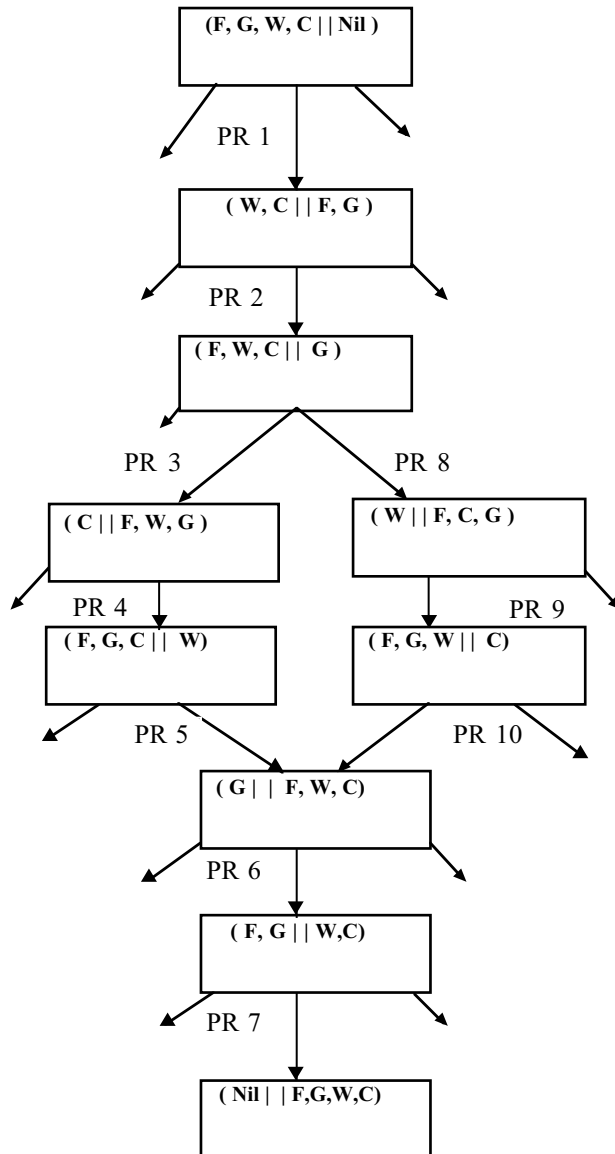 (F, G, W, C | | Nil )
PR 1
( W, C | | F, G )
PR 2
( F, W, C | | G )
PR 3
PR 8
( C | | F, W, G )
( W | | F, C, G )
PR 4
PR 9
( F, G, C | | W)
( F, G, W | | C)
PR 5
PR 10
( G | | F, W, C)
PR 6
( F, G | | W,C)
PR 7
( Nil | | F,G,W,C)